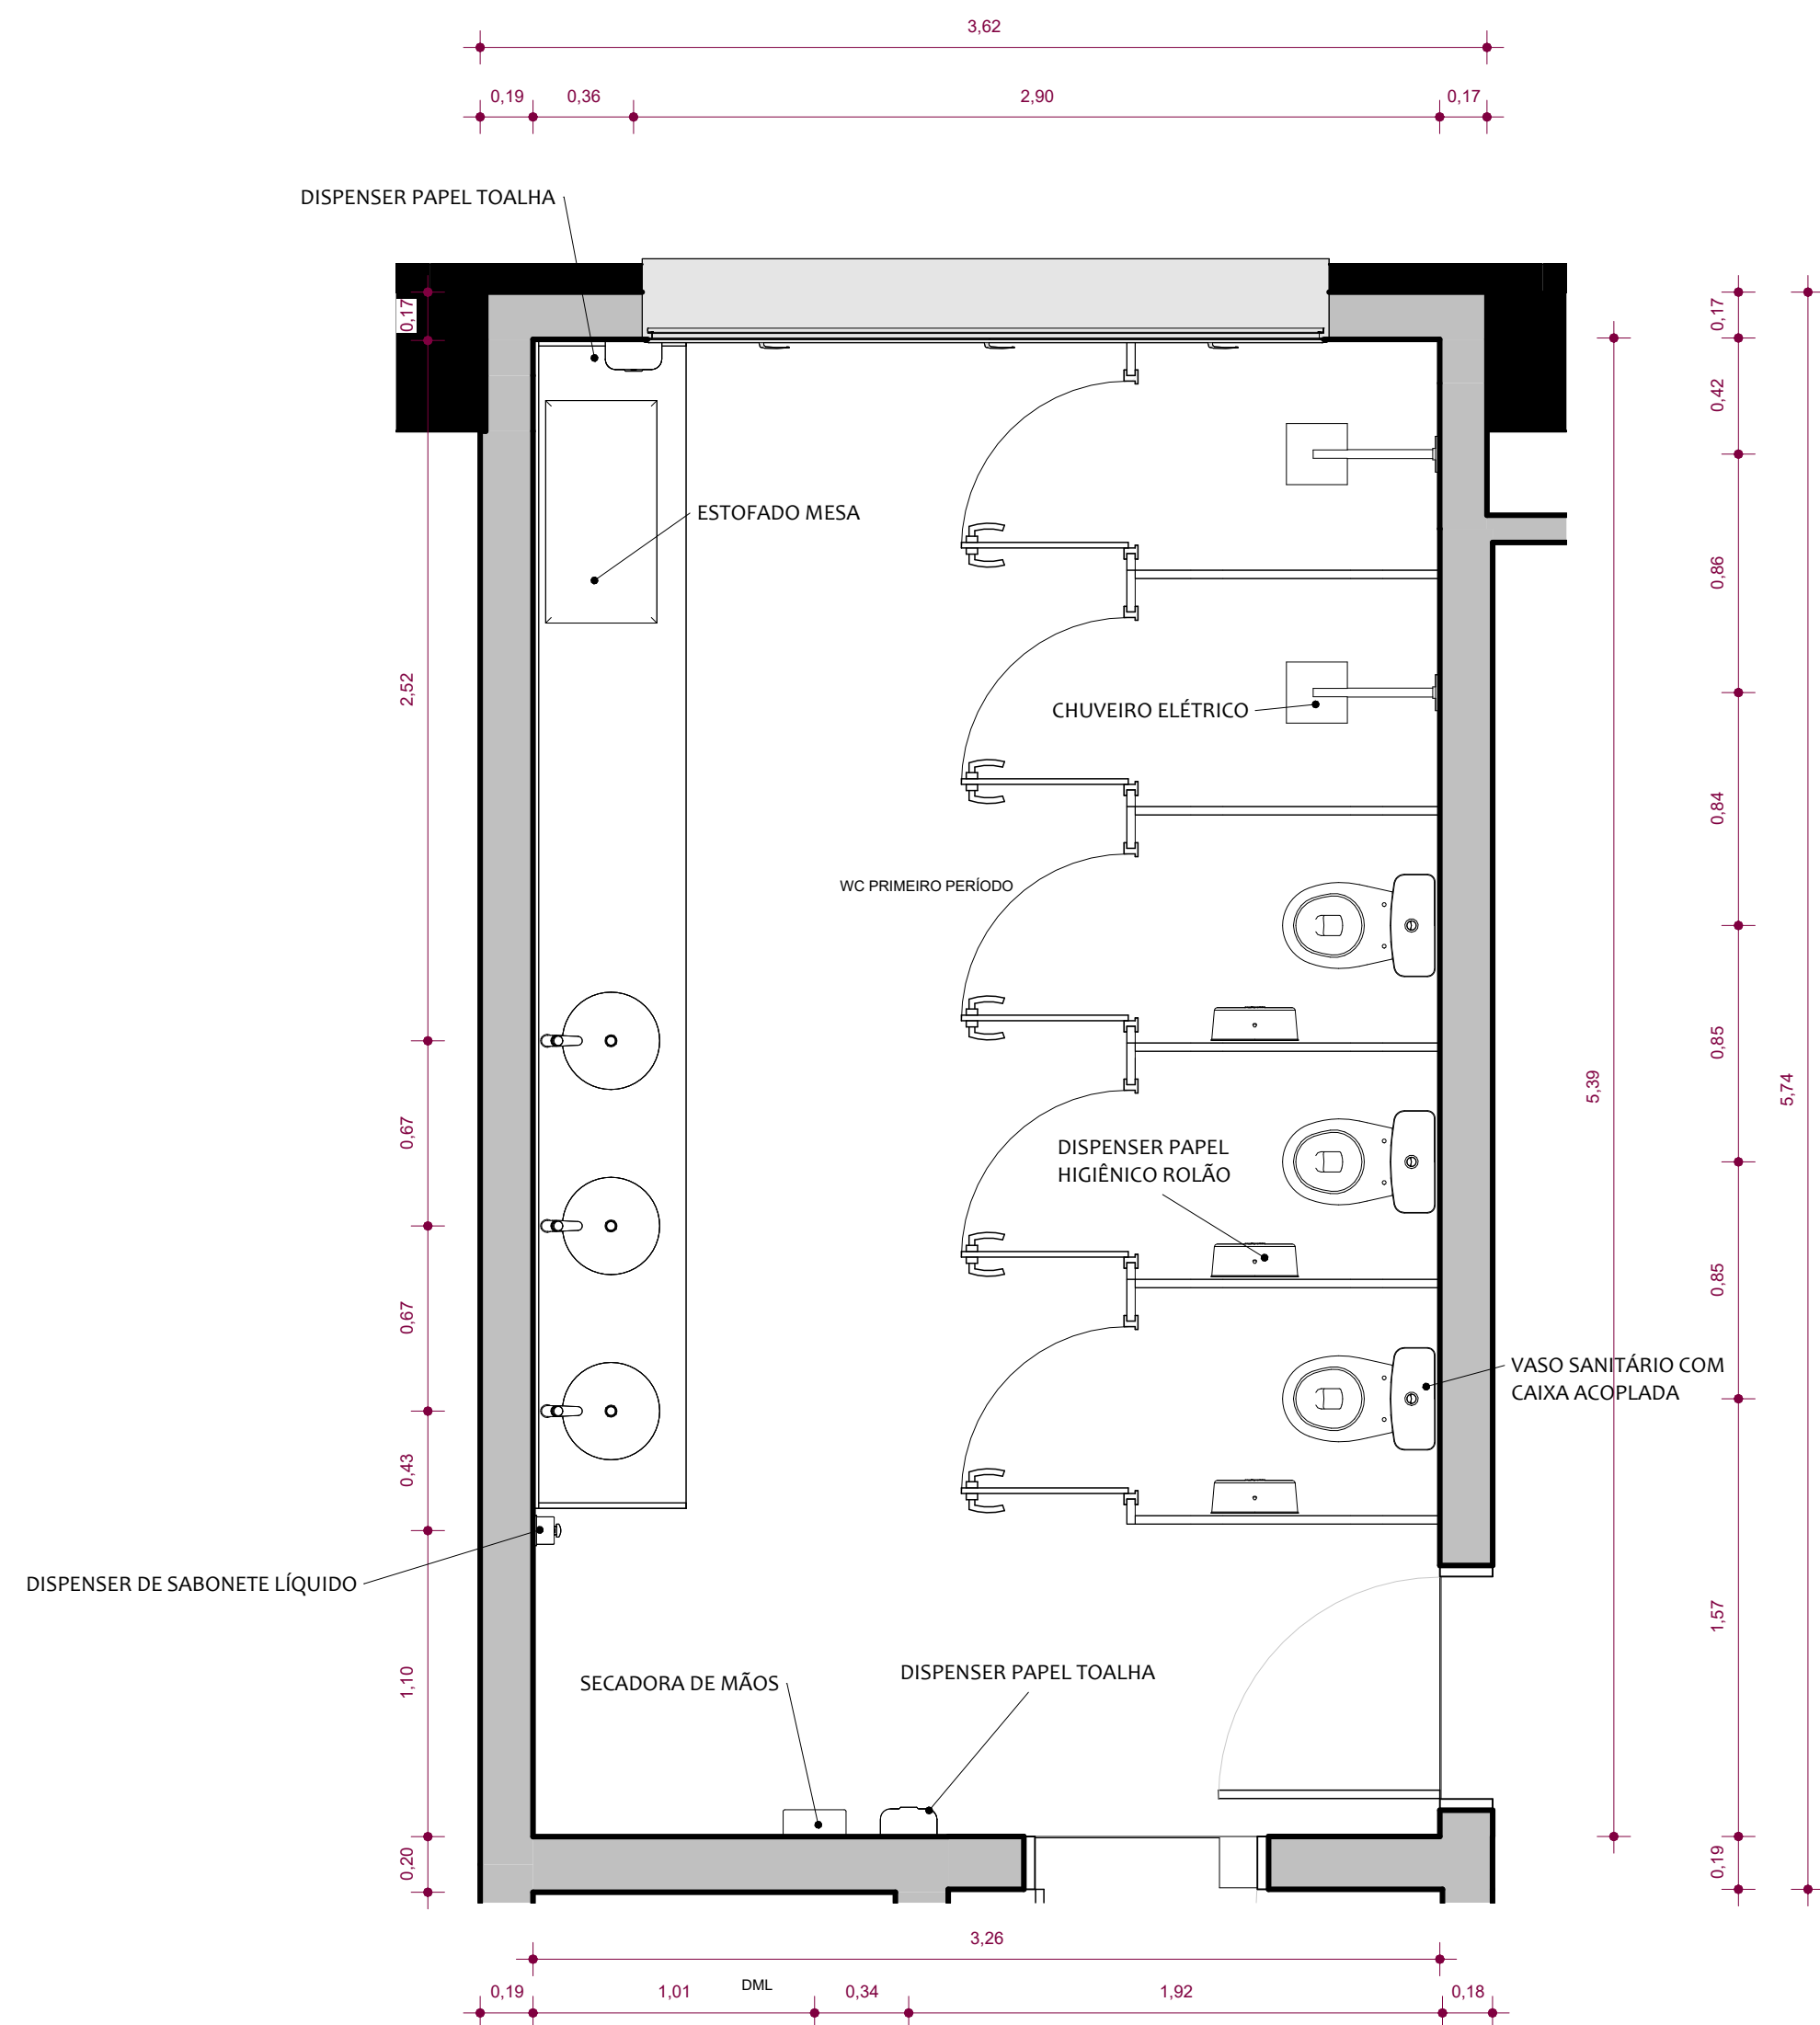 3,62
0,19
0,36
2,90
0,17
DISPENSER PAPEL TOALHA
0,17
0,17
0,42
ESTOFADO MESA
0,86
2,52
CHUVEIRO ELÉTRICO
0,84
WC PRIMEIRO PERÍODO
0,85
5,39
5,74
0,67
DISPENSER PAPEL
HIGIÊNICO ROLÃO
0,85
0,67
VASO SANITÁRIO COM
CAIXA ACOPLADA
0,43
DISPENSER DE SABONETE LÍQUIDO
1,57
1,10
SECADORA DE MÃOS
DISPENSER PAPEL TOALHA
0,20
0,19
3,26
0,19
1,01
DML
0,34
1,92
0,18